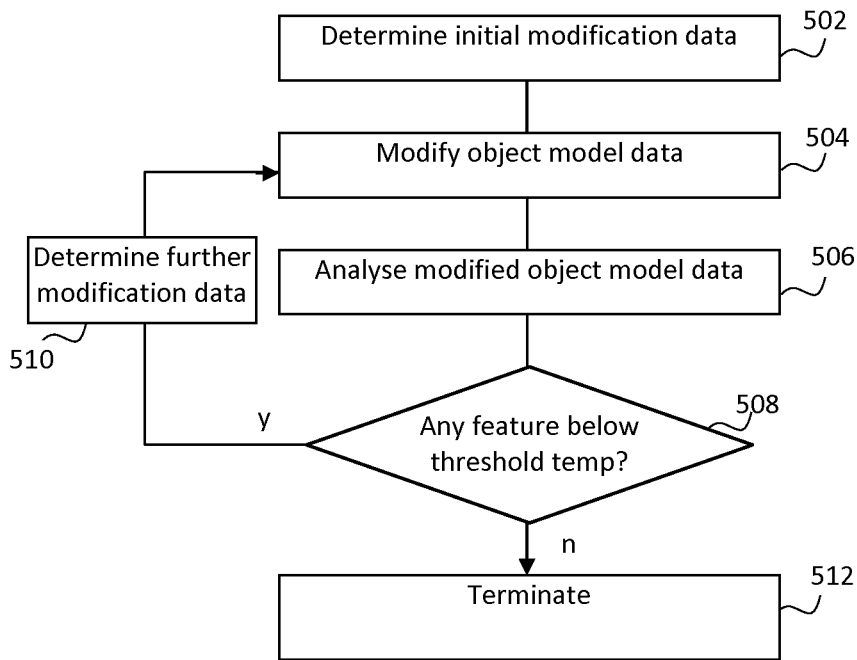 502
Determine initial modification data
504
Modify object model data
Determine further
modification data
506
Analyse modified object model data
510
508
y
Any feature below
threshold temp?
n
512
Terminate